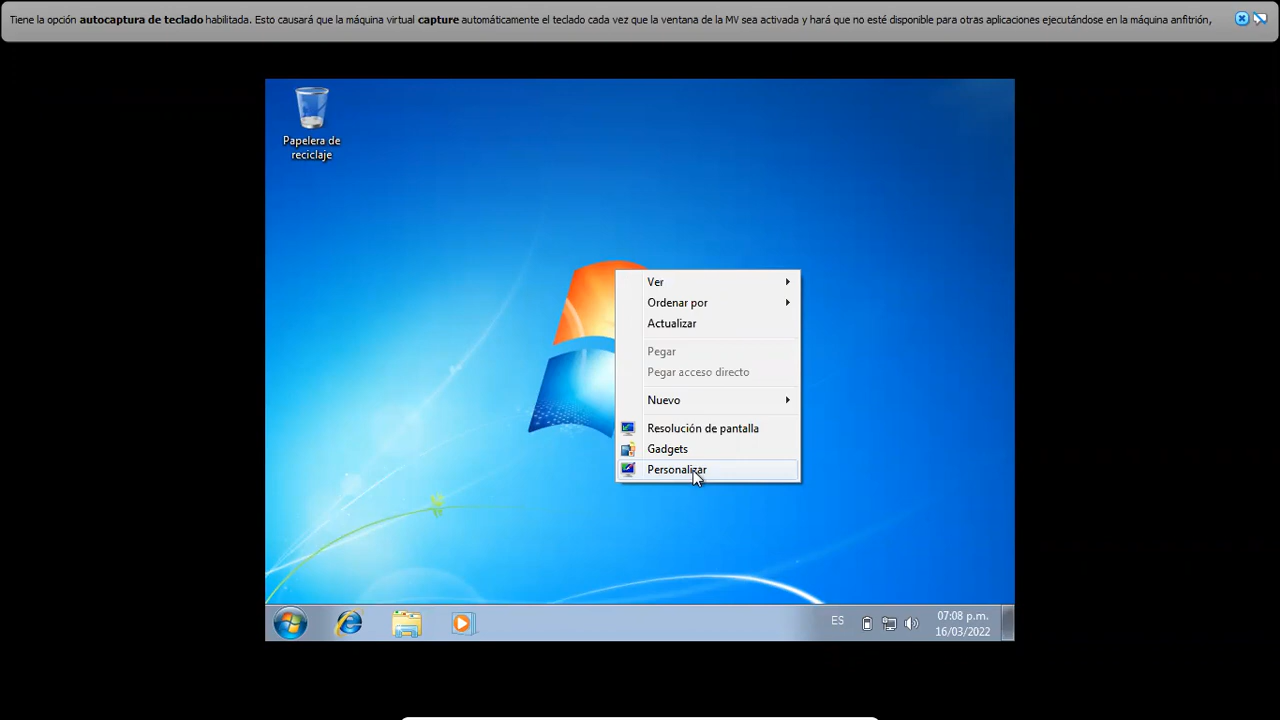 Tiene la opción autocaptura de teclado habilitada. Esto causará que la máquina virtual capture automáticamente el teclado cada vez que la ventana de la MV sea activada y hará que no esté disponible para otras aplicaciones ejecutándose en la máquina anfitrión,
Papelera de
reciclaje
Ver
Ordenar por
Actualizar
Pegar
Pegar acceso directo
Nuevo
Resolución de pantalla
Gadgets
Personalizar
ES
07:08 p.m.
16/03/2022